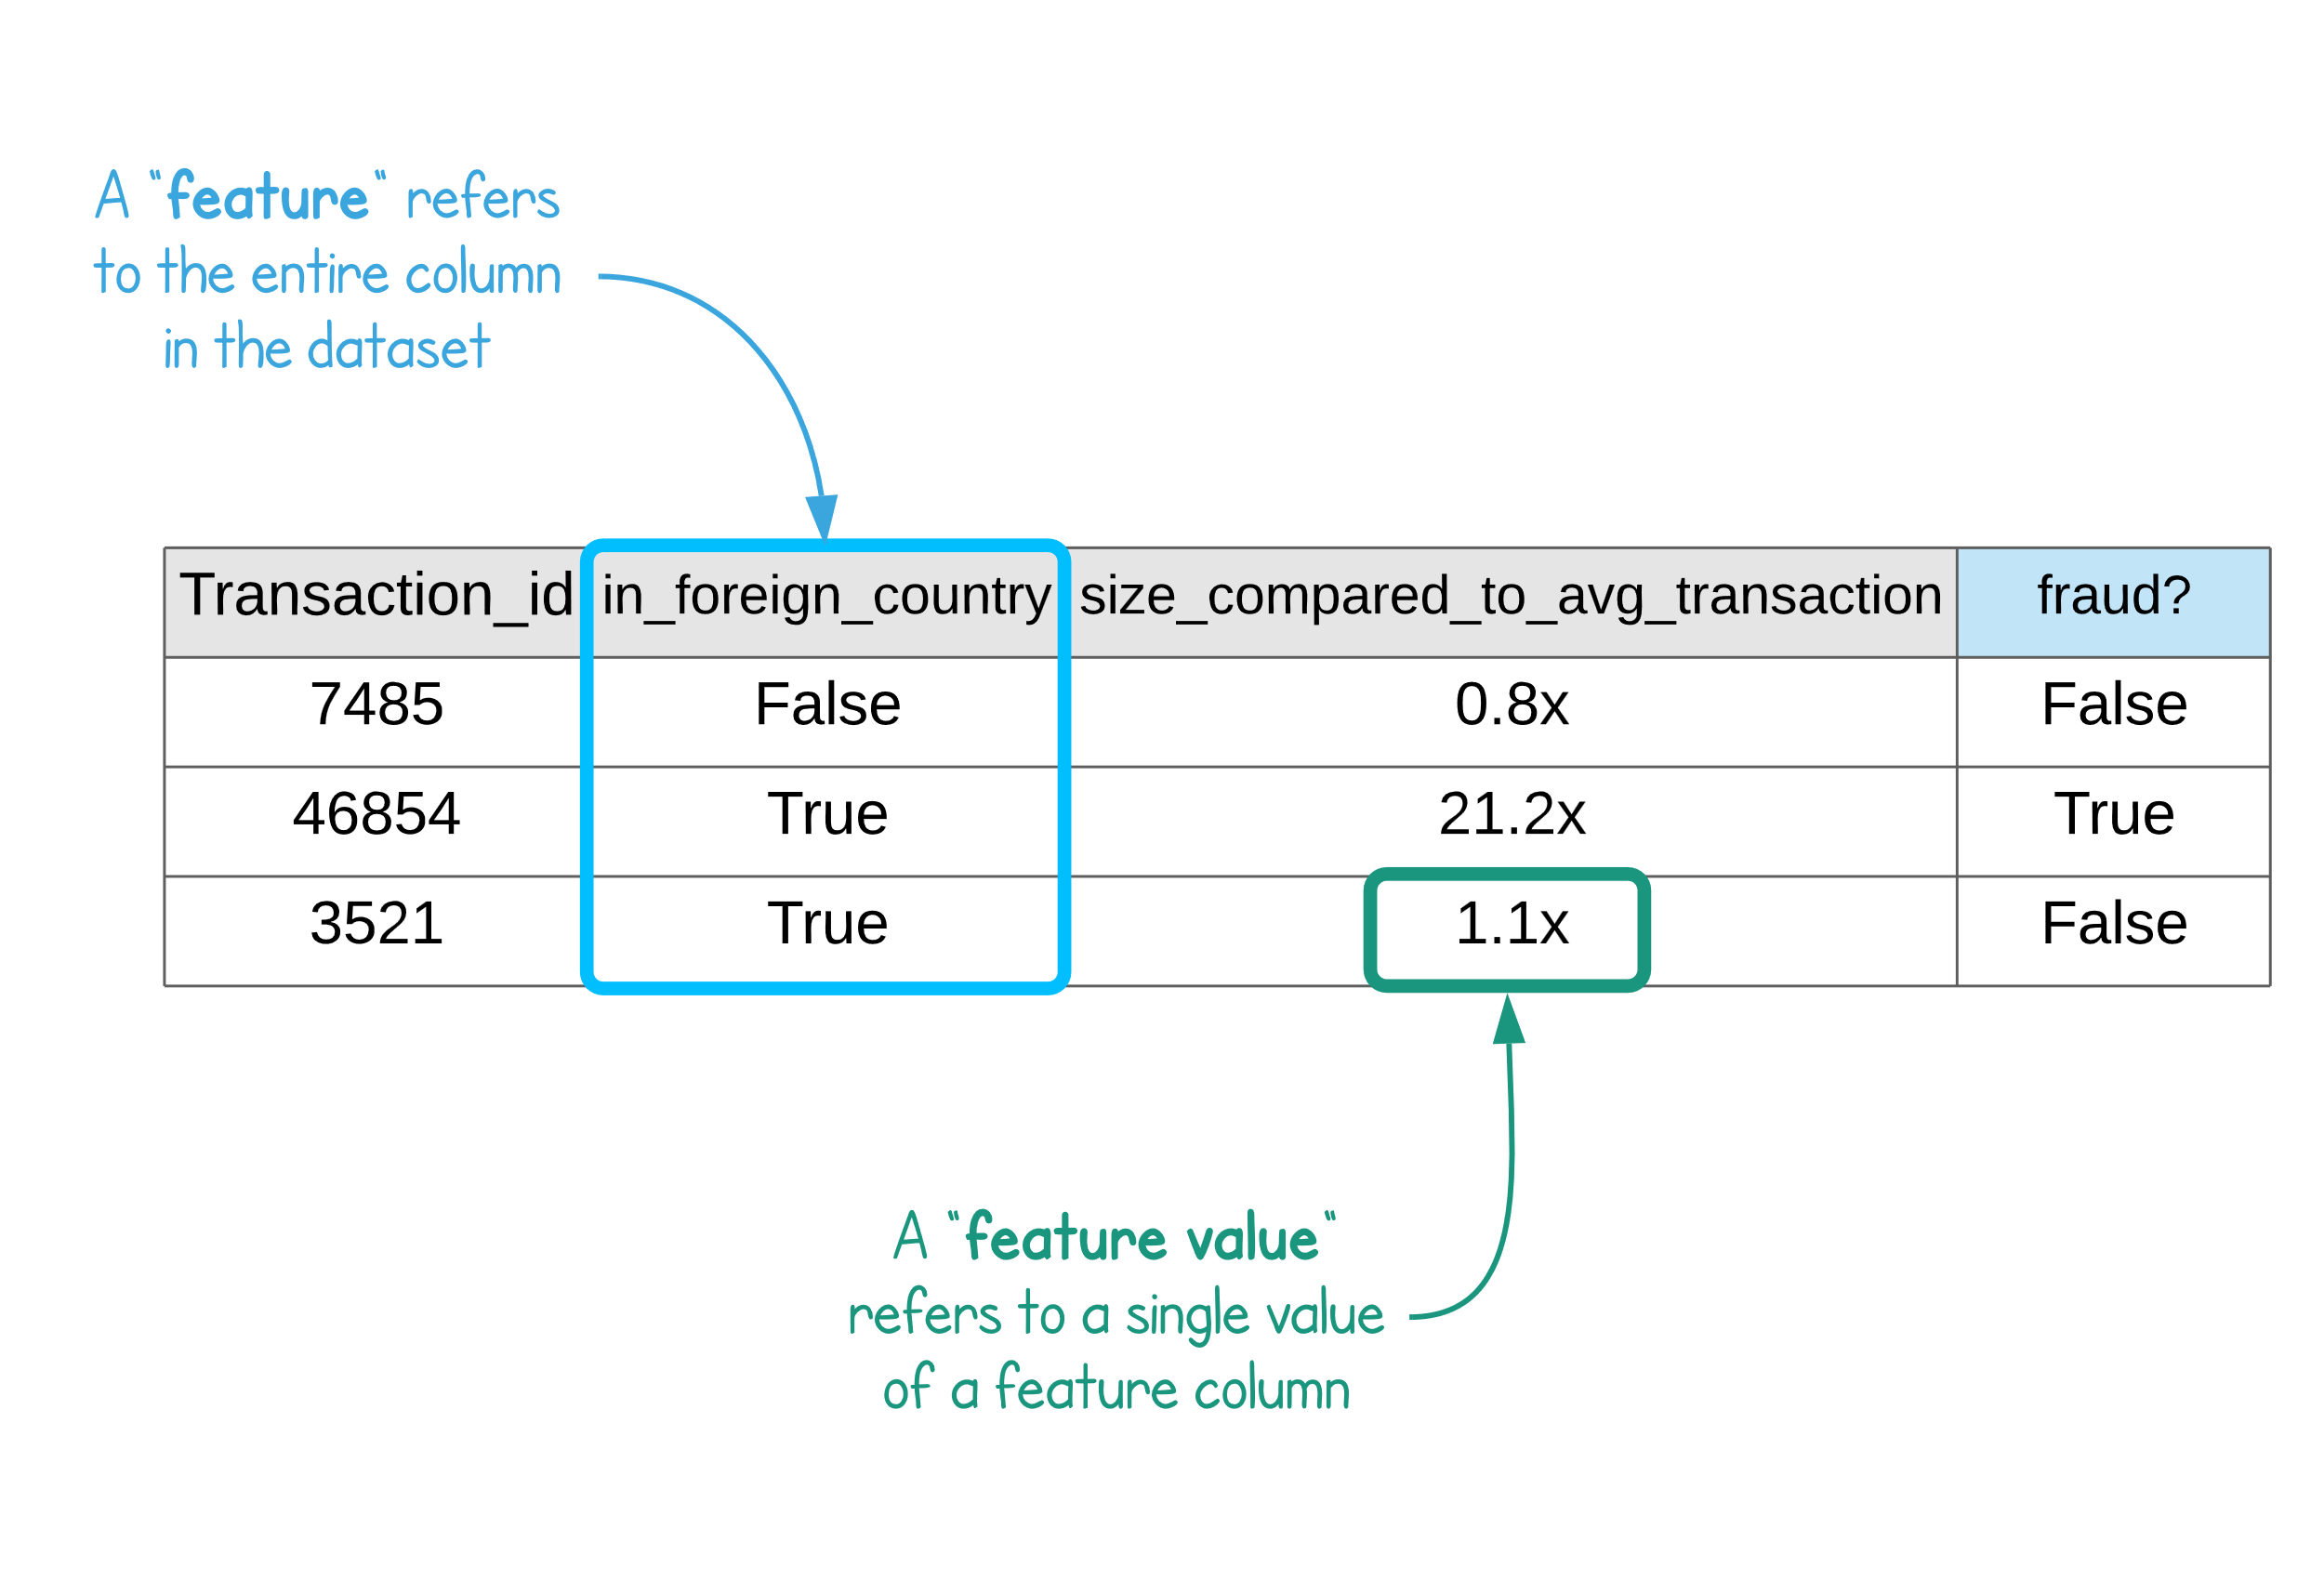 A "feature" refers
to the entire column
in the dataset
Transaction_id in_foreign_country size_compared_to_avg_transaction fraud?
7485 False 0.8x False
46854 True 21.2x True
3521 True 1.1x False
A "feature value"
refers to a single value
of a feature column